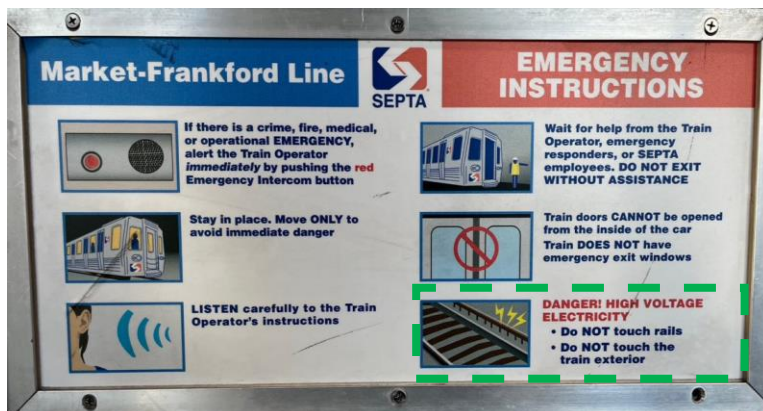 Market-Frankford Line
SEPTA
EMERGENCY
INSTRUCTIONS
If there is a crime, fire, medical,
or operational EMERGENCY,
alert the Train Operator
immediately by pushing the red
Emergency Intercom button
Stay in place. Move ONLY to
avoid immediate danger
LISTEN carefully to the Train
Operator's instructions
Wait for help from the Train
Operator, emergency
responders, or SEPTA
employees. DO NOT EXIT
WITHOUT ASSISTANCE
Train doors CANNOT be opened
from the inside of the car
Train DOES NOT have
emergency exit windows
DANGER! HIGH VOLTAGE
ELECTRICITY
• Do NOT touch rails
• Do NOT touch the
train exterior